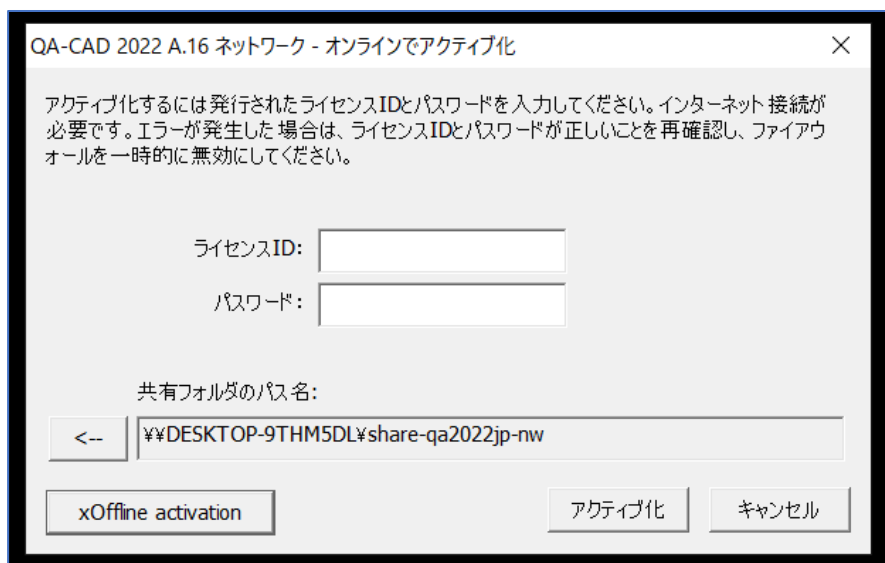 QA-CAD 2022 A.16 ネットワーク - オンラインでアクティブ化
アクティブ化するには発行されたライセンスIDとパスワードを入力してください。インターネット接続が
必要です。エラーが発生した場合は、ライセンスIDとパスワードが正しいことを再確認し、ファイアウ
ォールを一時的に無効にしてください。
ライセンスID:
パスワード:
共有フォルダのパス名:
<-- ¥¥DESKTOP-9THM5DL¥share-qa2022jp-nw
xOffline activation アクティブ化 キャンセル